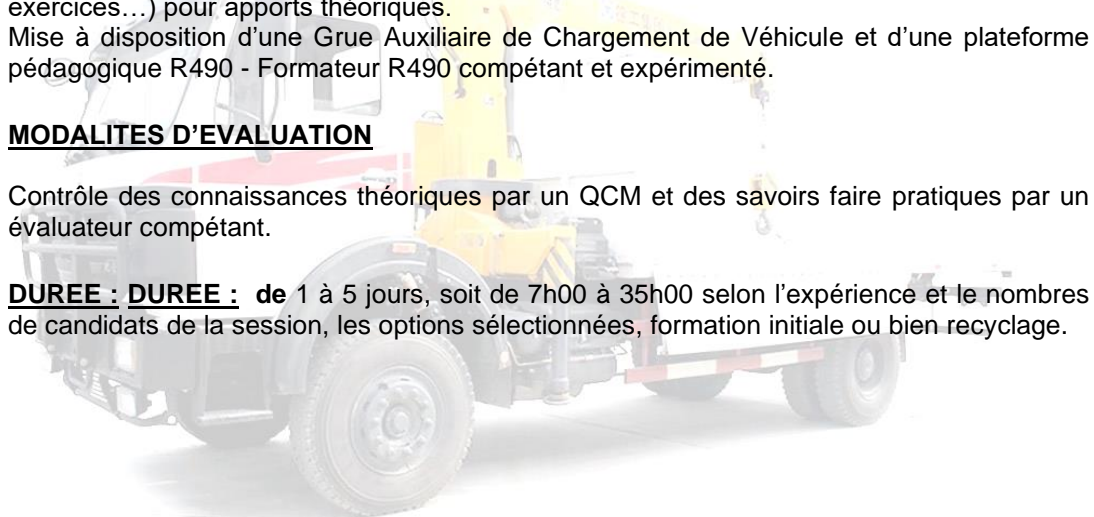 exercices…) pour apports théoriques.
Mise à disposition d’une Grue Auxiliaire de Chargement de Véhicule et d’une plateforme
pédagogique R490 - Formateur R490 compétant et expérimenté.
MODALITES D’EVALUATION
Contrôle des connaissances théoriques par un QCM et des savoirs faire pratiques par un
évaluateur compétant.
DUREE : DUREE : de 1 à 5 jours, soit de 7h00 à 35h00 selon l’expérience et le nombres
de candidats de la session, les options sélectionnées, formation initiale ou bien recyclage.